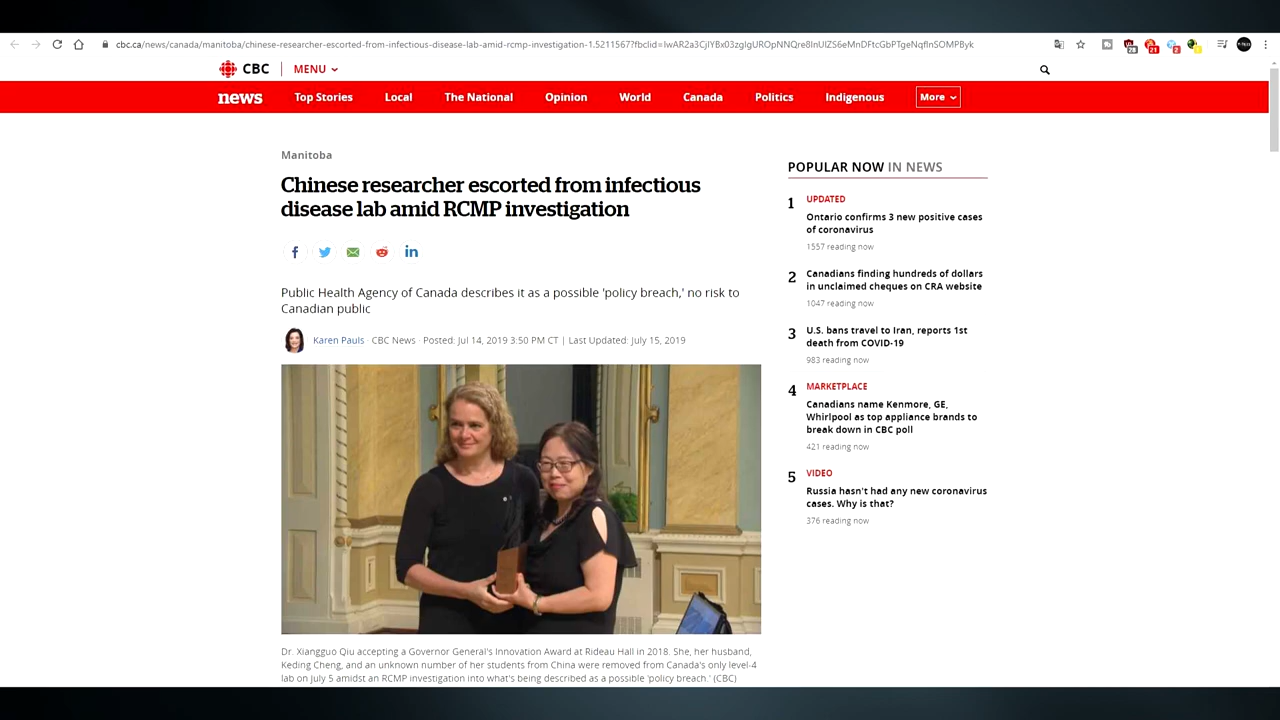 cbc.ca/news/canada/manitoba/chinese-researcher-escorted-from-infectious-disease-lab-amid-rcmp-investigation-1.5211567?fbclid=
CBC MENU
news Top Stories Local The National Opinion World Canada Politics Indigenous More
Manitoba
Chinese researcher escorted from infectious
disease lab amid RCMP investigation
Public Health Agency of Canada describes it as a possible 'policy breach,' no risk to
Canadian public
Karen Pauls · CBC News · Posted: Jul 14, 2019 3:50 PM CT | Last Updated: July 15, 2019
Dr. Xiangguo Qiu accepting a Governor General's Innovation Award at Rideau Hall in 2018. She, her husband,
Keding Cheng, and an unknown number of her students from China were removed from Canada's only level-4
lab on July 5 amidst an RCMP investigation into what's being described as a possible 'policy breach.' (CBC)
POPULAR NOW IN NEWS
1 UPDATED
Ontario confirms 3 new positive cases
of coronavirus
1557 reading now
2 Canadians finding hundreds of dollars
in unclaimed cheques on CRA website
1047 reading now
3 U.S. bans travel to Iran, reports 1st
death from COVID-19
983 reading now
4 MARKETPLACE
Canadians name Kenmore, GE,
Whirlpool as top appliance brands to
break down in CBC poll
421 reading now
5 VIDEO
Russia hasn't had any new coronavirus
cases. Why is that?
376 reading now